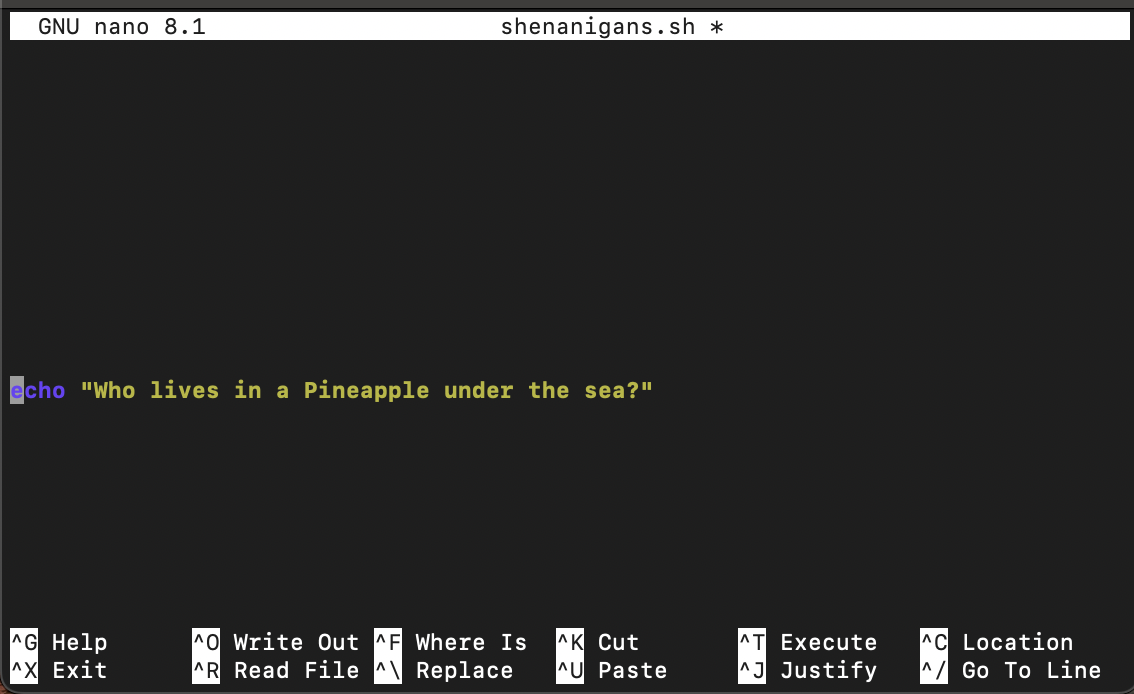 GNU nano 8.1 shenanigans.sh *
echo "Who lives in a Pineapple under the sea?"
^G Help ^O Write Out ^F Where Is ^K Cut ^T Execute ^C Location
^X Exit ^R Read File ^\ Replace ^U Paste ^J Justify ^/ Go To Line